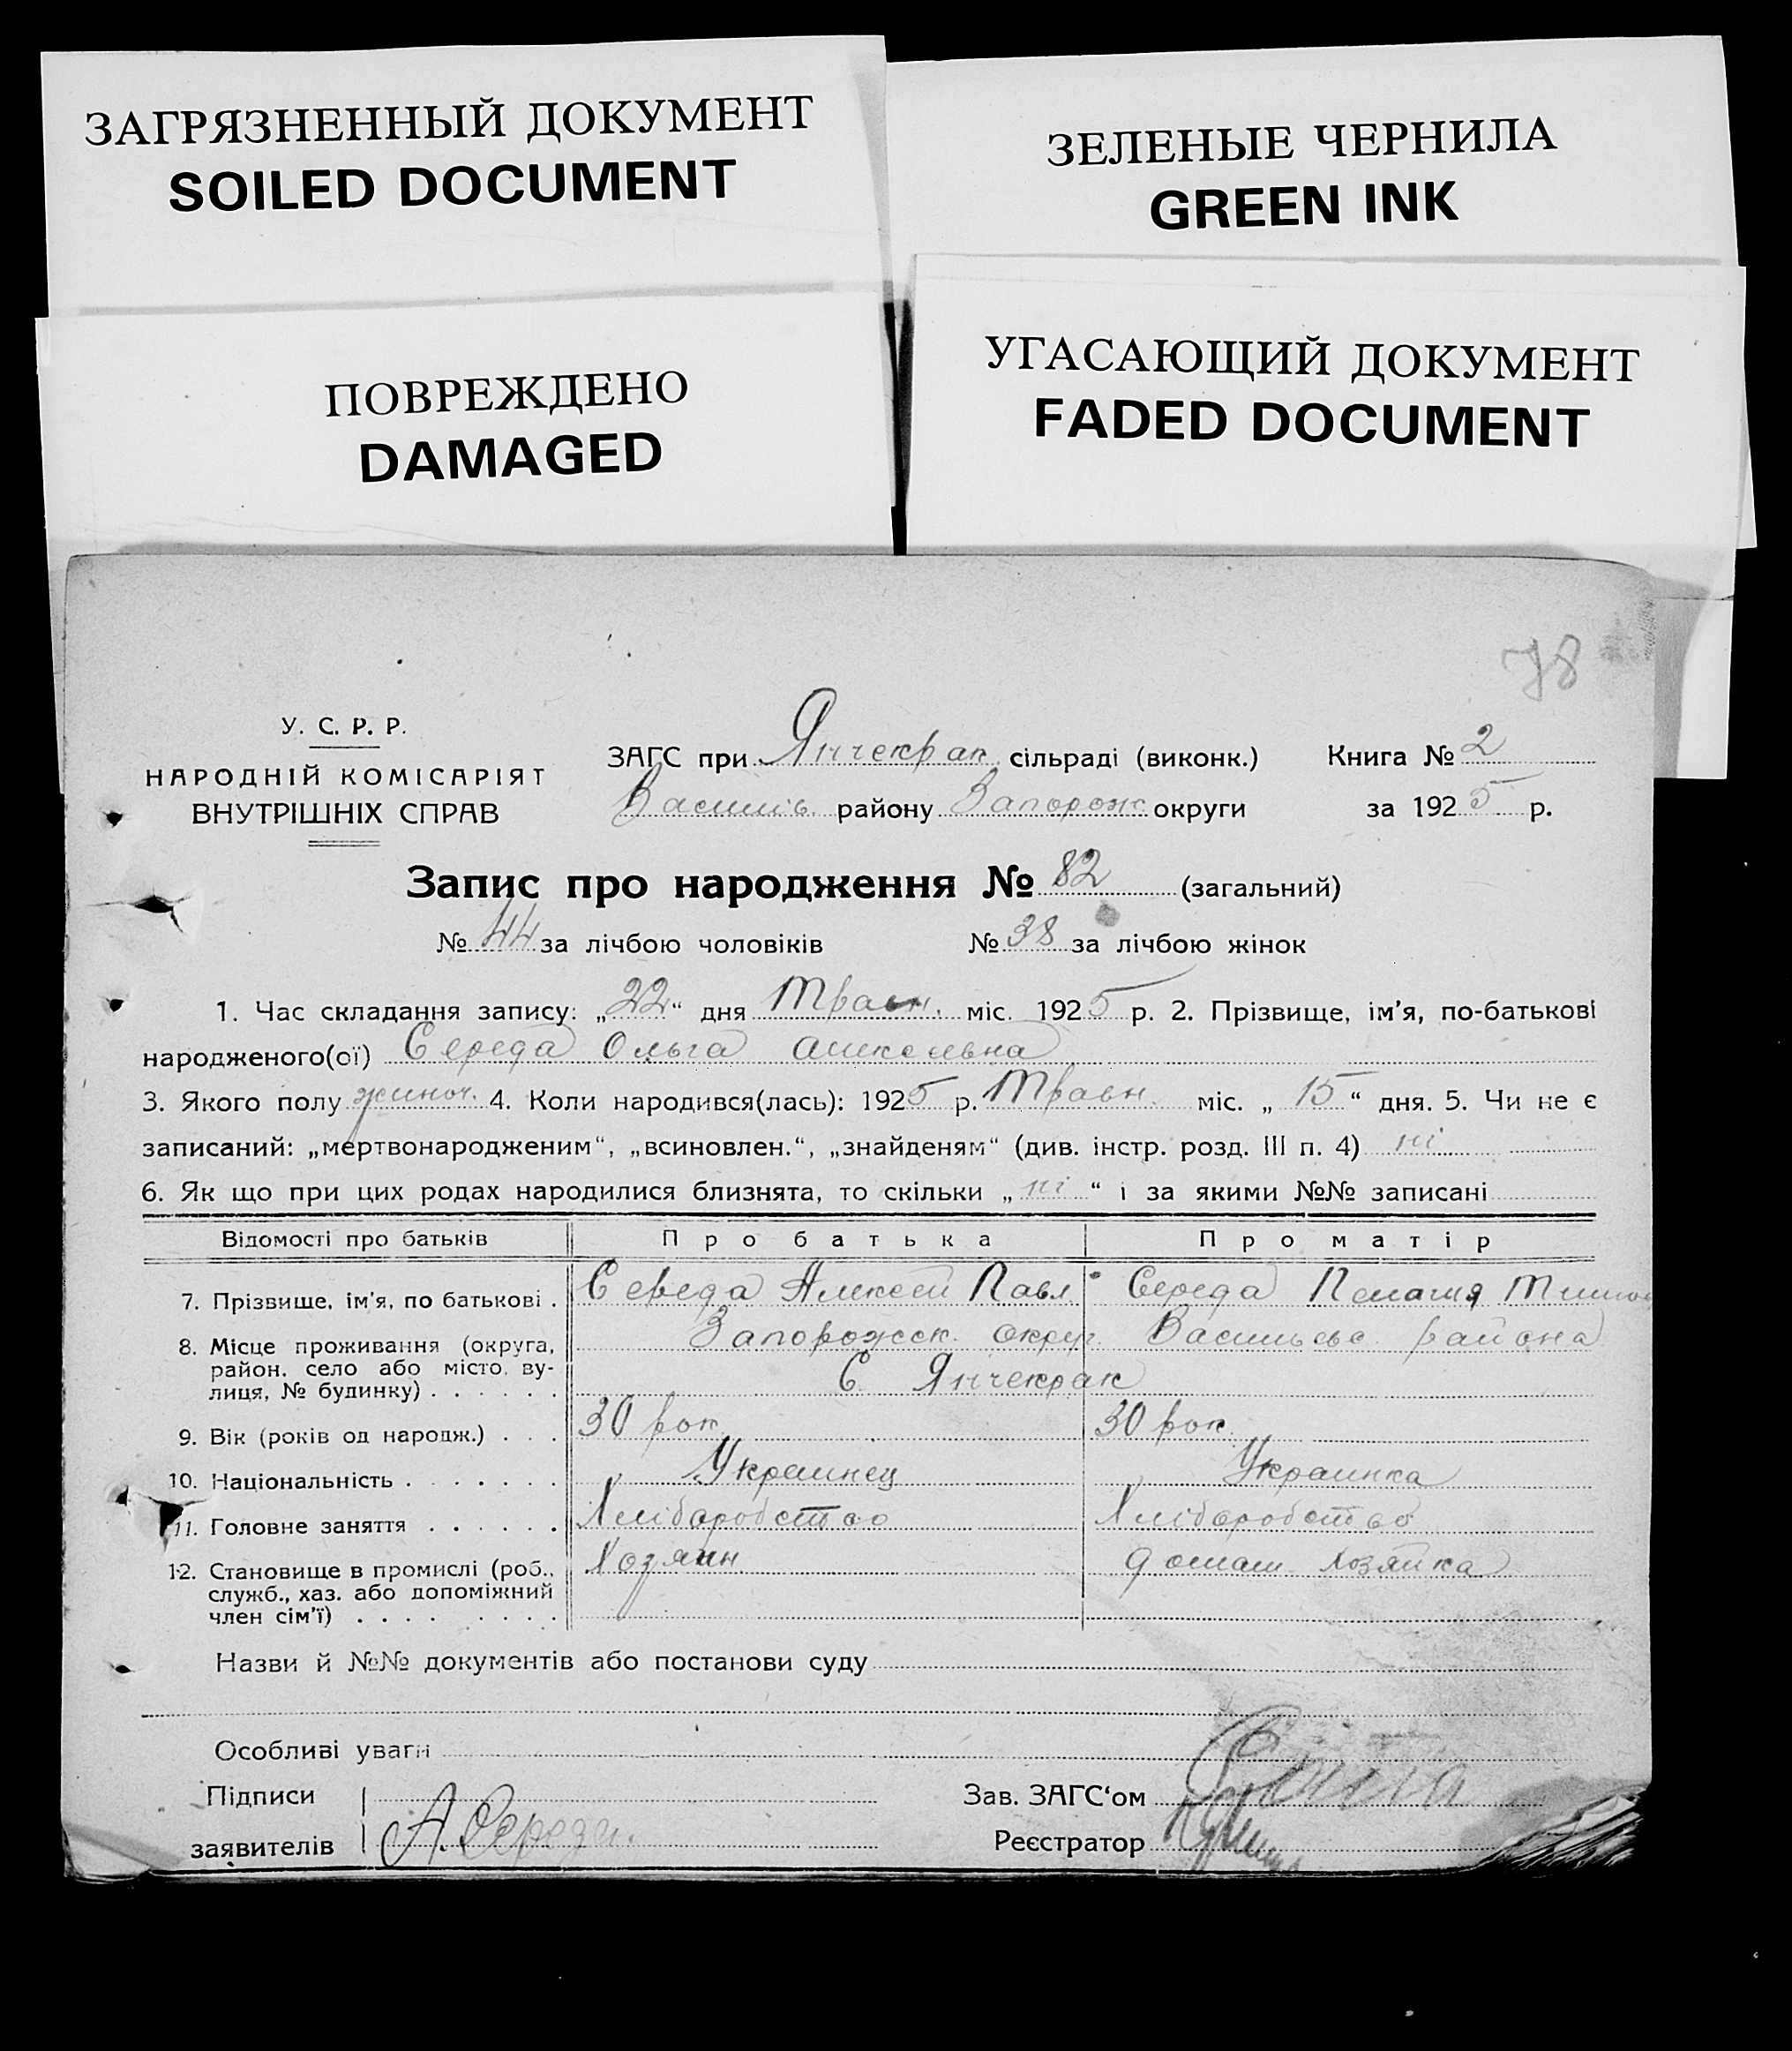 ЗАГРЯЗНЕННЫЙ ДОКУМЕНТ
SOILED DOCUMENT
ЗЕЛЕНЫЕ ЧЕРНИЛА
GREEN INK
ПОВРЕЖДЕНО
DAMAGED
УГАСАЮЩИЙ ДОКУМЕНТ
FADED DOCUMENT
78
У. С. Р. Р.
НАРОДНІЙ КОМІСАРІЯТ
ВНУТРІШНІХ СПРАВ
ЗАГС при Янчекрак сільраді (виконк.) Книга № 2
Василів. району Запорож округи за 1925 р.
Запис про народження № 82 (загальний)
№ 44 за лічбою чоловіків № 38 за лічбою жінок
1. Час складання запису: „22“ дня Травн. міс. 1925 р. 2. Прізвище, ім'я, по-батькові
народженого(ої) Середа Ольга Алексеевна
3. Якого полу жиноч. 4. Коли народився(лась): 1925 р. Травн. міс. „15“ дня. 5. Чи не є
записаний: „мертвонародженим“, „всиновлен.“, „знайденям“ (див. інстр. розд. III п. 4) ні
6. Як що при цих родах народилися близнята, то скільки „ні“ і за якими №№ записані
Відомості про батьків Про батька Про матір
7. Прізвище, ім'я, по батькові . Середа Алексей Павл. Середа Пелагия
8. Місце проживання (округа, район, село або місто, ву-лиця, № будинку) . . . . . . Запорожск. округ. Васильевс района
С. Янчекрак
9. Вік (років од народж.) . . . 30 рок. 30 рок.
10. Національність . . . . . . . Украинец Украинка
11. Головне заняття . . . . . . Хлібороbство Хліборобство
12. Становище в промислі (роб., служб., хаз. або допоміжний член сім'ї) . . . . . . . . Хозяин домаш. хозяйка
Назви й №№ документів або постанови суду
Особливі уваги
Підписи Зав. ЗАГС'ом
заявителів А. Середа. Реєстратор